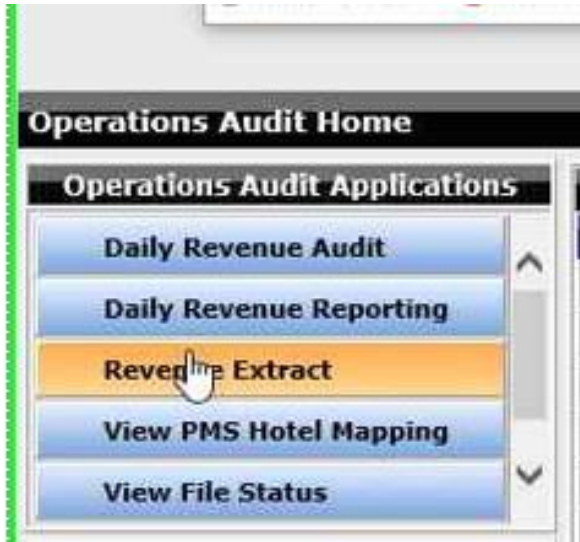 Operations Audit Home
Operations Audit Applications
Daily Revenue Audit
Daily Revenue Reporting
Revenue Extract
View PMS Hotel Mapping
View File Status